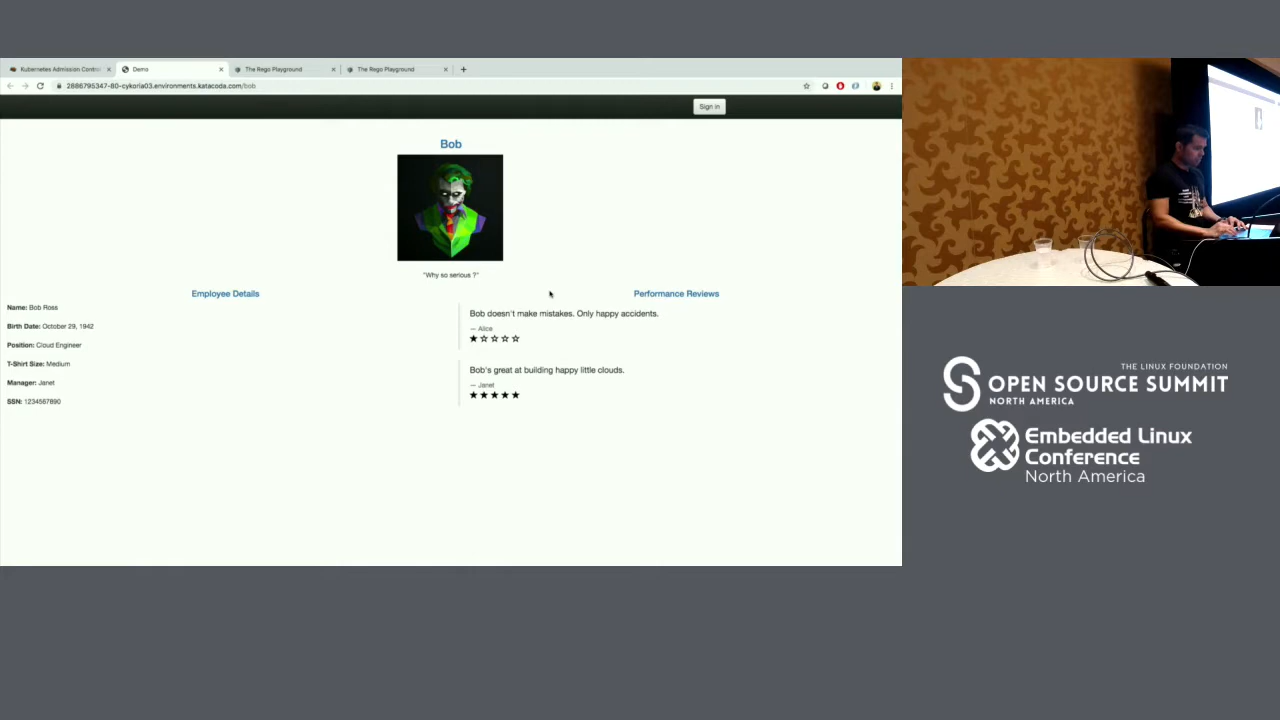 Kubernetes Admission Contro
Demo
The Rego Playground
The Rego Playground
2886795347-80-cykoria03.environments.katacoda.com/bob
Sign in
Bob
"Why so serious ?"
Employee Details
Name: Bob Ross
Birth Date: October 29, 1942
Position: Cloud Engineer
T-Shirt Size: Medium
Manager: Janet
SSN: 1234567890
Performance Reviews
Bob doesn't make mistakes. Only happy accidents.
— Alice
★☆☆☆☆
Bob's great at building happy little clouds.
— Janet
★★★★★
THE LINUX FOUNDATION
OPEN SOURCE SUMMIT
NORTH AMERICA
Embedded Linux
Conference
North America